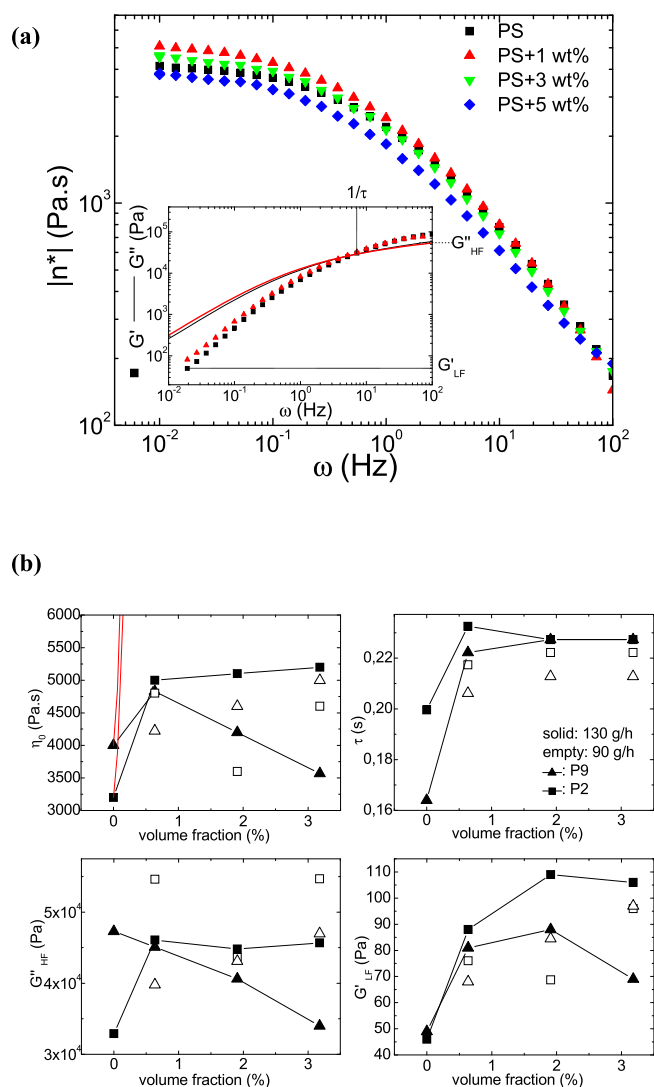 (a)
PS
PS+1 wt%
PS+3 wt%
PS+5 wt%
|n*| (Pa.s)
10³
10²
1/τ
G' G'' (Pa)
10⁵
10⁴
10³
10²
G''HF
G'LF
10⁻² 10⁻¹ 10⁰ 10¹ 10²
ω (Hz)
10⁻² 10⁻¹ 10⁰ 10¹ 10²
ω (Hz)
(b)
η₀ (Pa.s)
6000
5500
5000
4500
4000
3500
3000
0 1 2 3
volume fraction (%)
τ (s)
0,22
0,20
0,18
0,16
solid: 130 g/h
empty: 90 g/h
: P9
: P2
0 1 2 3
volume fraction (%)
G''HF (Pa)
5x10⁴
4x10⁴
3x10⁴
0 1 2 3
volume fraction (%)
G'LF (Pa)
110
100
90
80
70
60
50
40
0 1 2 3
volume fraction (%)